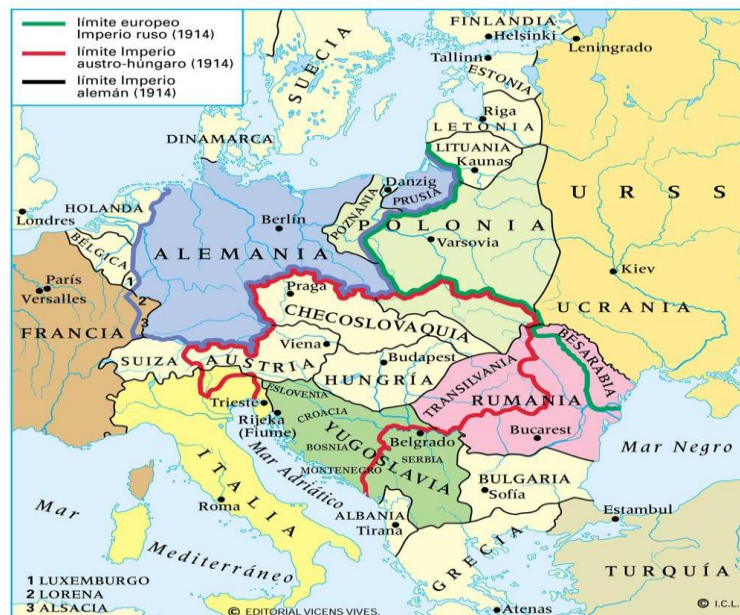 límite europeo
Imperio ruso (1914)
límite Imperio
austro-húngaro (1914)
límite Imperio
alemán (1914)
FINLANDIA
Helsinki
Leningrado
Tallinn
ESTONIA
SUECIA
Riga
LETONIA
DINAMARCA
LITUANIA
Kaunas
Danzig
PRUSIA
URSS
HOLANDA
Londres
Berlín
POZNANIA
POLONIA
Varsovia
BÉLGICA
ALEMANIA
París
Versalles
1
2
3
Praga
Kiev
UCRANIA
FRANCIA
CHECOSLOVAQUIA
Viena
Budapest
BESARABIA
SUIZA
AUSTRIA
HUNGRÍA
TRANSILVANIA
RUMANIA
ESLOVENIA
Trieste
Rijeka
(Fiume)
CROACIA
Belgrado
Bucarest
BOSNIA
YUGOSLAVIA
SERBIA
MONTENEGRO
Mar Negro
ITALIA
Mar Adriático
BULGARIA
Sofía
Roma
ALBANIA
Tirana
Estambul
Mar
Mediterráneo
GRECIA
TURQUÍA
1 LUXEMBURGO
2 LORENA
3 ALSACIA
© EDITORIAL VICENS VIVES.
Atenas
© I.C.L.